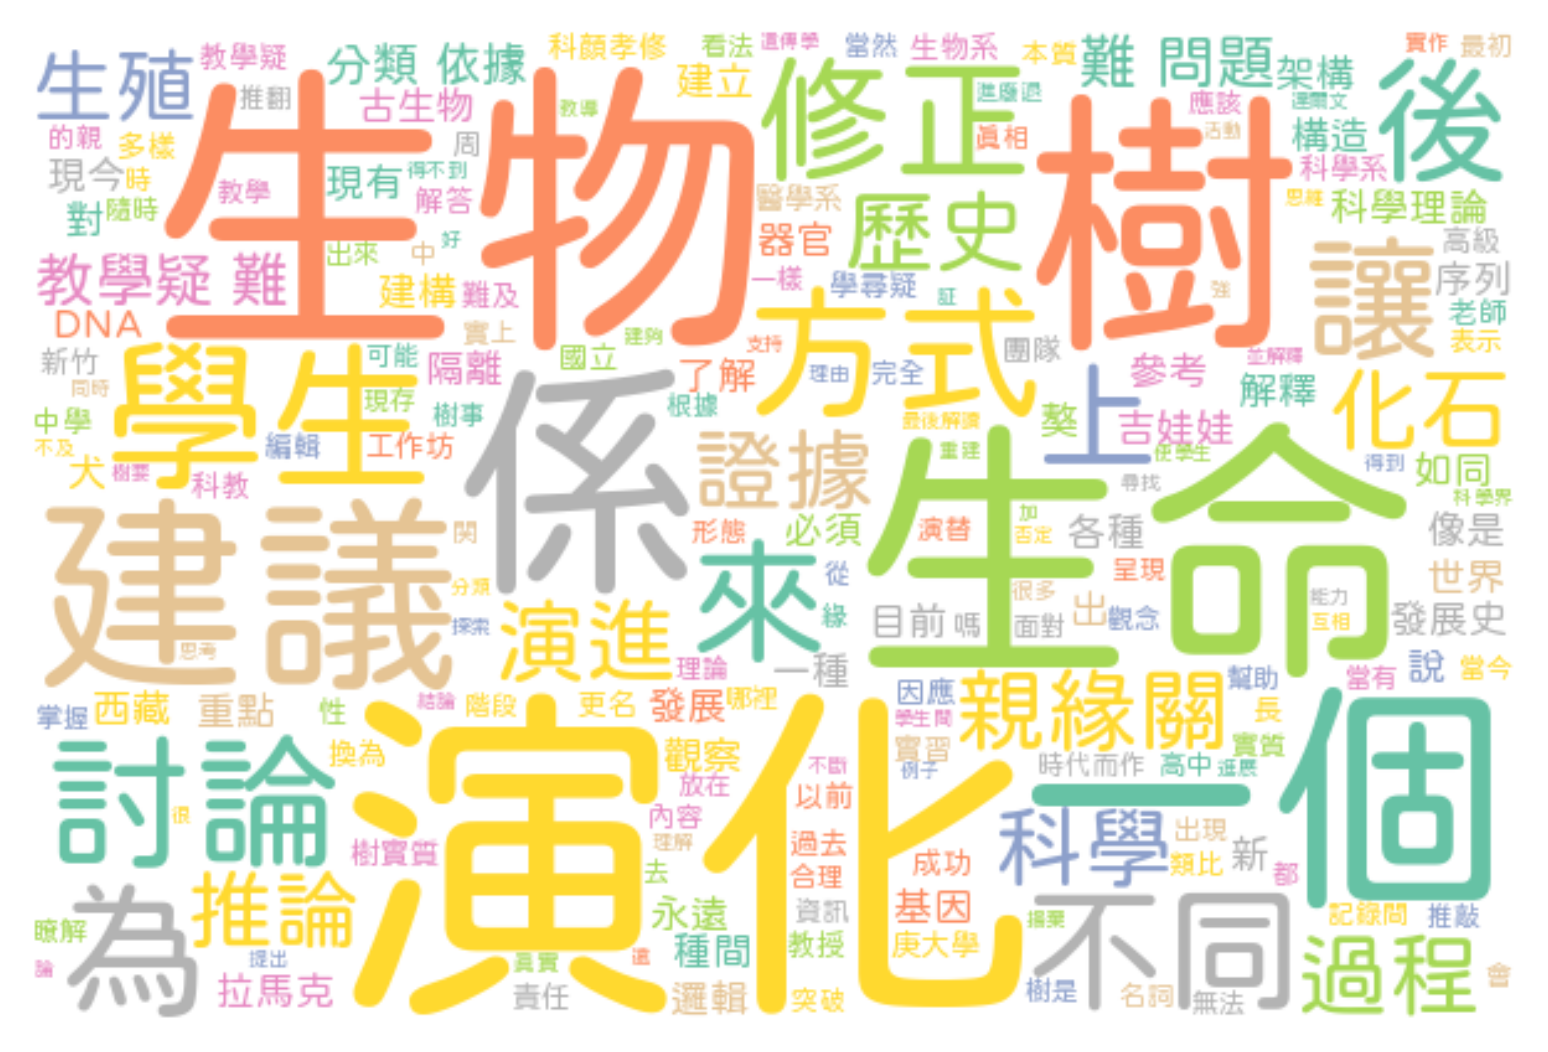 生殖
教學疑
分類
依據
科顏孝修
看法
遺傳學
當然
生物系
本質
難
問題
架構
實作
最初
推翻
古生物
教導
建立
修正
進廢退
應該
達爾文
構造
後
的親
多樣
現今
時
周
生物
樹
真相
活動
科學系
對
隨時
教學
現有
得不到
解答
醫學系
器官
歷史
思維
科學理論
高級
教學疑
難
出來
中
好
建構
難及
一樣
學尋疑
証
強
讓
序列
老師
DNA
實上
建夠
支持
方式
團隊
表示
新竹
同時
學生
可能
隔離
國立
了解
理由
完全
參考
並解釋
解釋
化石
中學
不及
現存
樹事
根據
係
最後解讀
獒
上
吉娃娃
犬
樹要
編輯
工作坊
科教
證據
重建
使學生
得到
如同
尋找
科學界
建議
関
形態
必須
演替
生命
加
否定
各種
像是
來
從
呈現
世界
分類
探索
思考
演進
緣
目前
嗎
很多
面對
出
觀念
能力
互相
發展史
理論
一種
掌握
西藏
重點
性
結論
階段
更名
發展
哪裡
因應
親緣關
幫助
當有
說
當今
學生間
長
討論
換為
演化
觀察
不斷
實習
例子
時代而作
高中
進展
實質
一個
放在
以前
內容
很
樹實質
理解
過去
合理
成功
科學
出現
類比
新
都
為
推論
去
永遠
資訊
基因
不同
摒棄
記錄間
推敲
瞭解
種間
教授
庚大學
過程
論
提出
拉馬克
真實
還
責任
邏輯
突破
樹是
名詞
無法
會